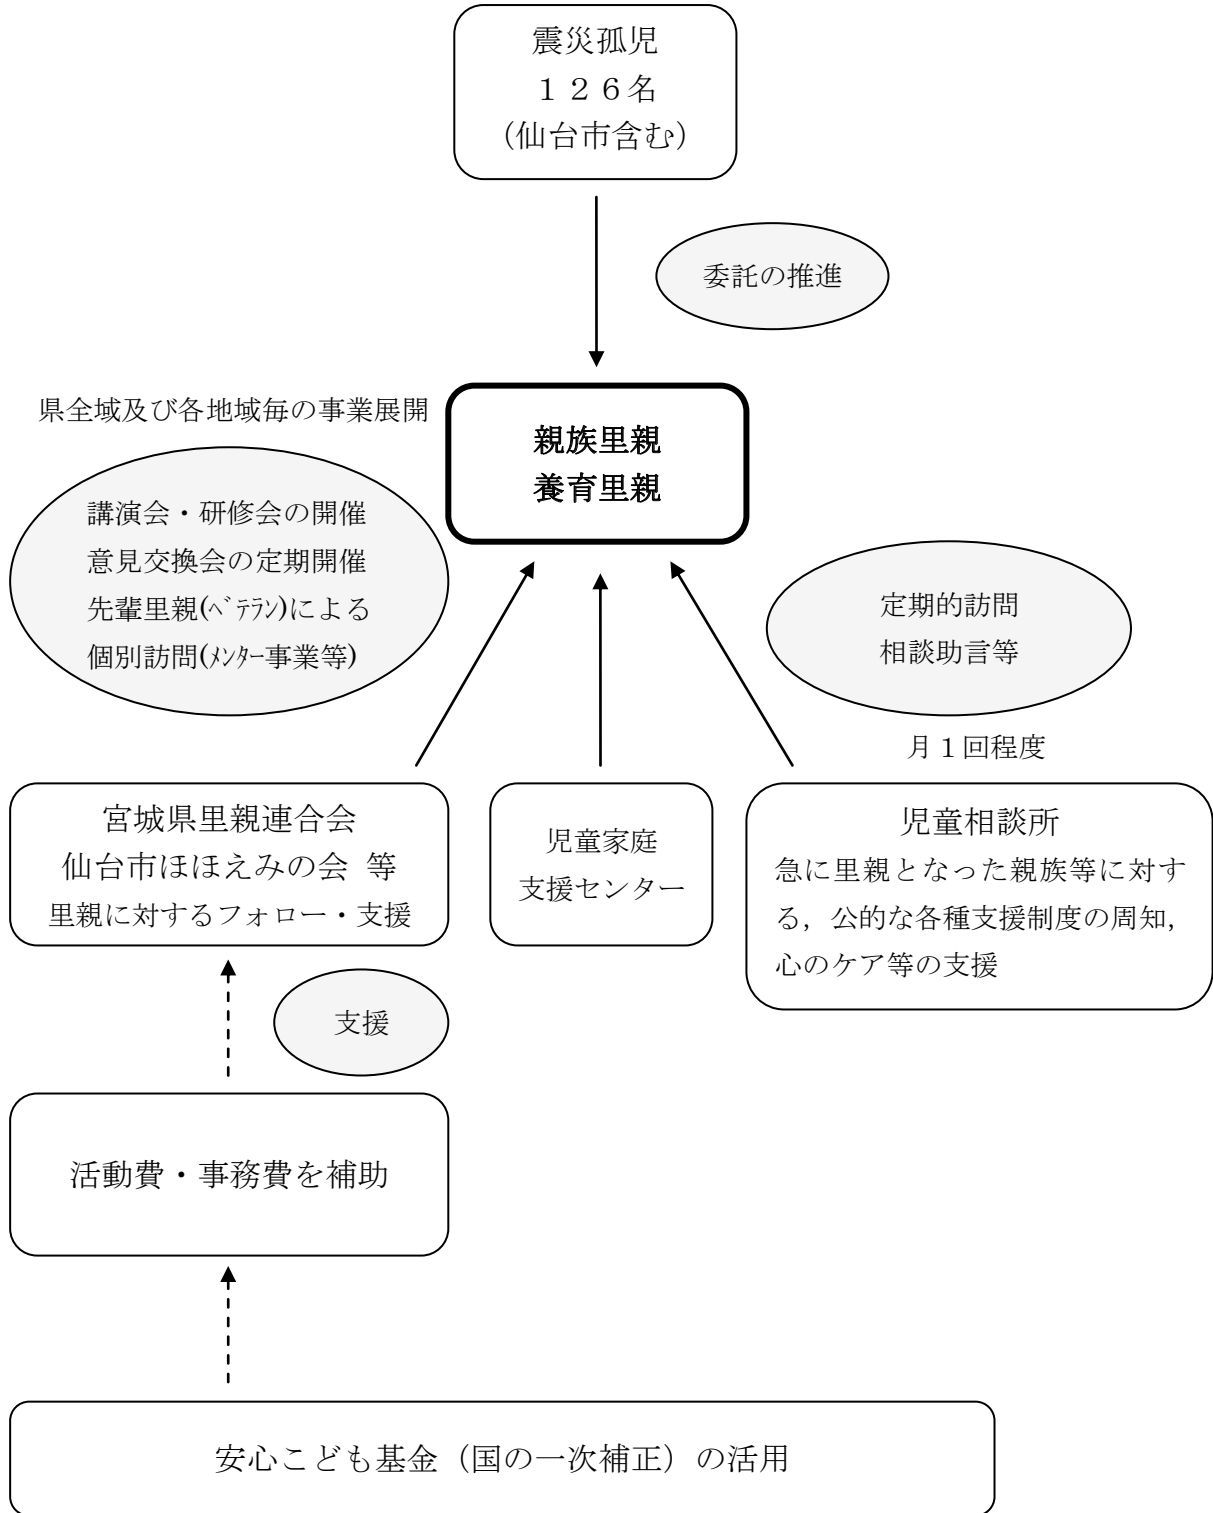 震災孤児
１２６名
(仙台市含む)
委託の推進
県全域及び各地域毎の事業展開
親族里親
養育里親
講演会・研修会の開催
意見交換会の定期開催
先輩里親(ﾍﾞﾃﾗﾝ)による
個別訪問(ﾒﾝﾀｰ事業等)
定期的訪問
相談助言等
月１回程度
宮城県里親連合会
仙台市ほほえみの会 等
里親に対するフォロー・支援
児童家庭
支援センター
児童相談所
急に里親となった親族等に対す
る，公的な各種支援制度の周知，
心のケア等の支援
支援
活動費・事務費を補助
安心こども基金（国の一次補正）の活用